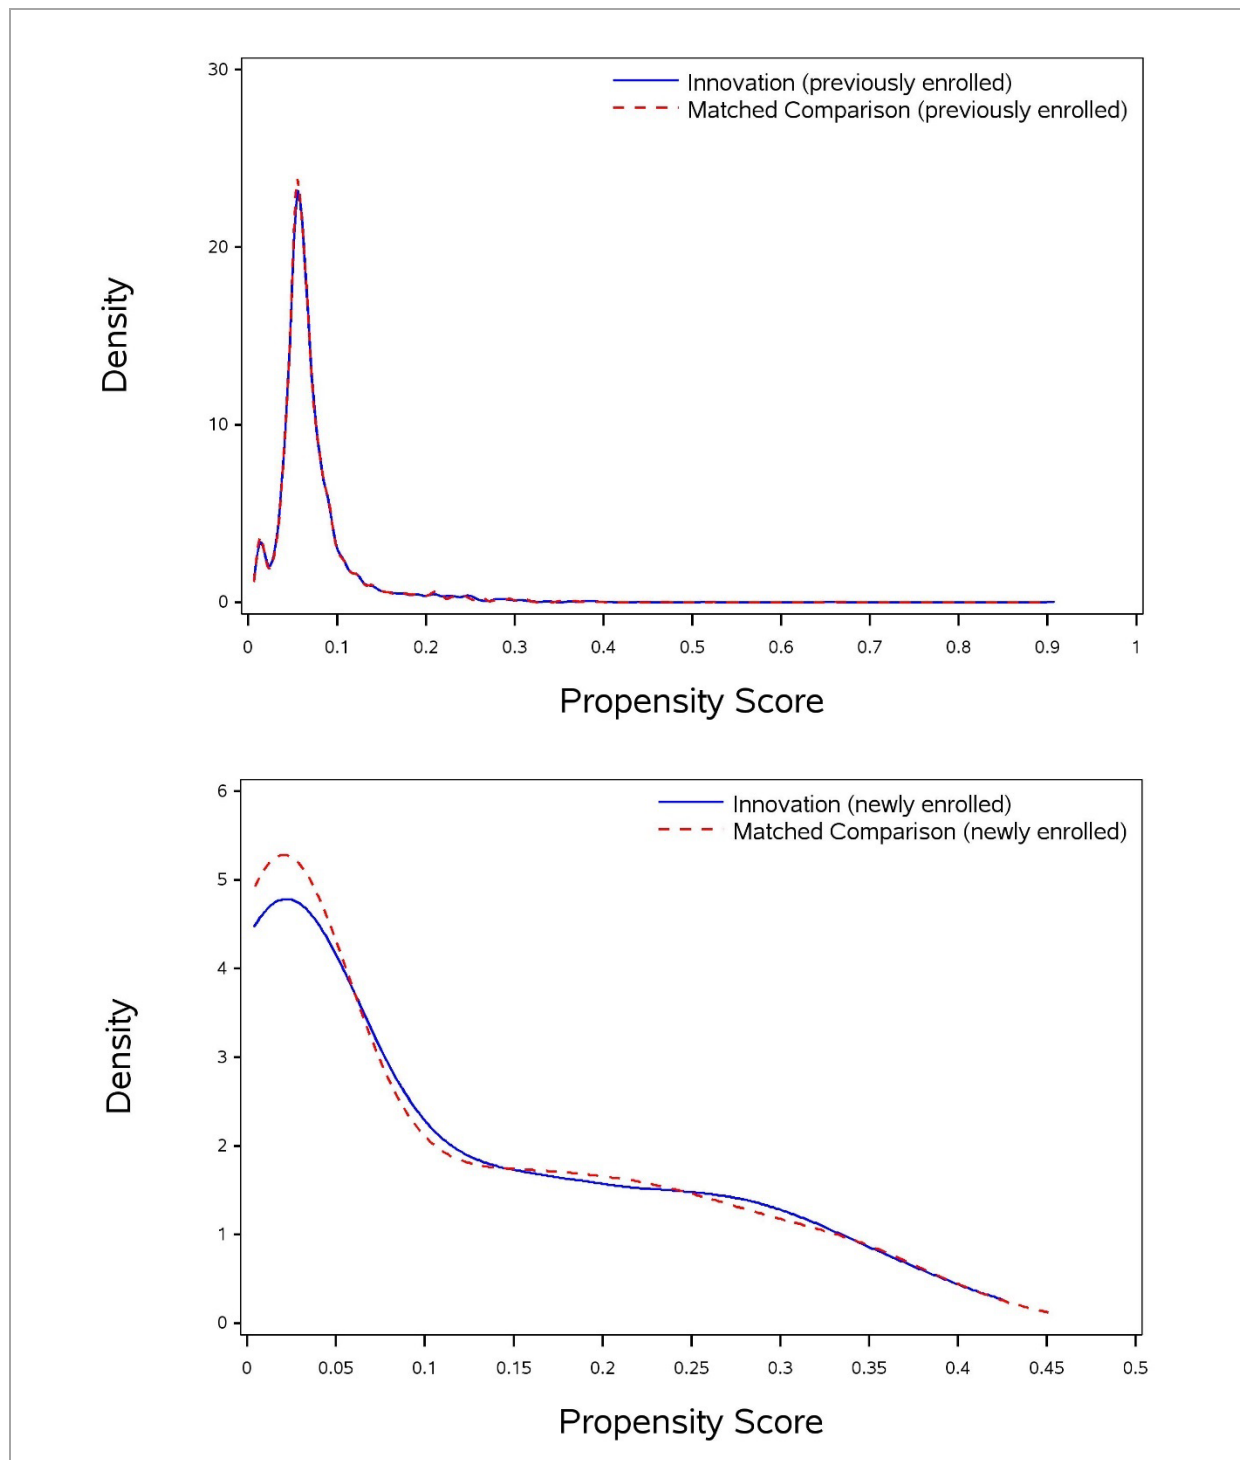 30
Innovation (previously enrolled)
Matched Comparison (previously enrolled)
20
Density
10
0
0 0.1 0.2 0.3 0.4 0.5 0.6 0.7 0.8 0.9 1
Propensity Score
6
Innovation (newly enrolled)
Matched Comparison (newly enrolled)
5
4
Density
3
2
1
0
0 0.05 0.1 0.15 0.2 0.25 0.3 0.35 0.4 0.45 0.5
Propensity Score